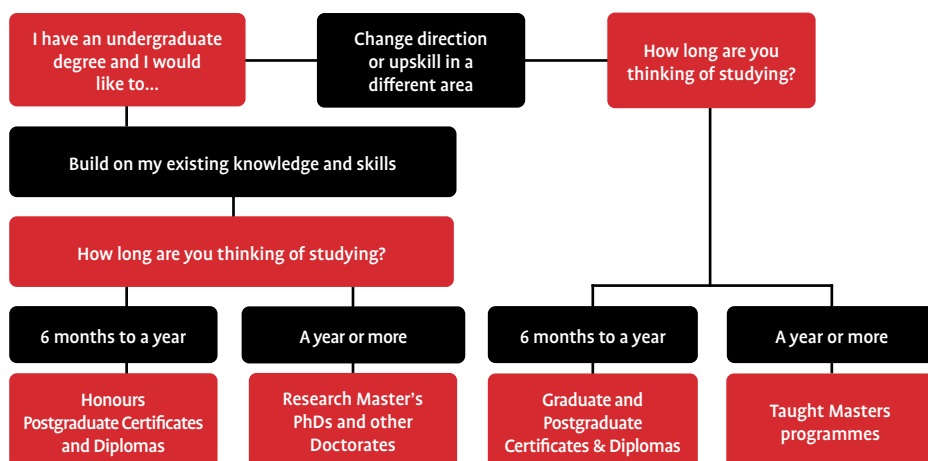 I have an undergraduate
degree and I would
like to...
Change direction
or upskill in a
different area
How long are you
thinking of studying?
Build on my existing knowledge and skills
How long are you thinking of studying?
6 months to a year
A year or more
6 months to a year
A year or more
Honours
Postgraduate Certificates
and Diplomas
Research Master's
PhDs and other
Doctorates
Graduate and
Postgraduate
Certificates & Diplomas
Taught Masters
programmes